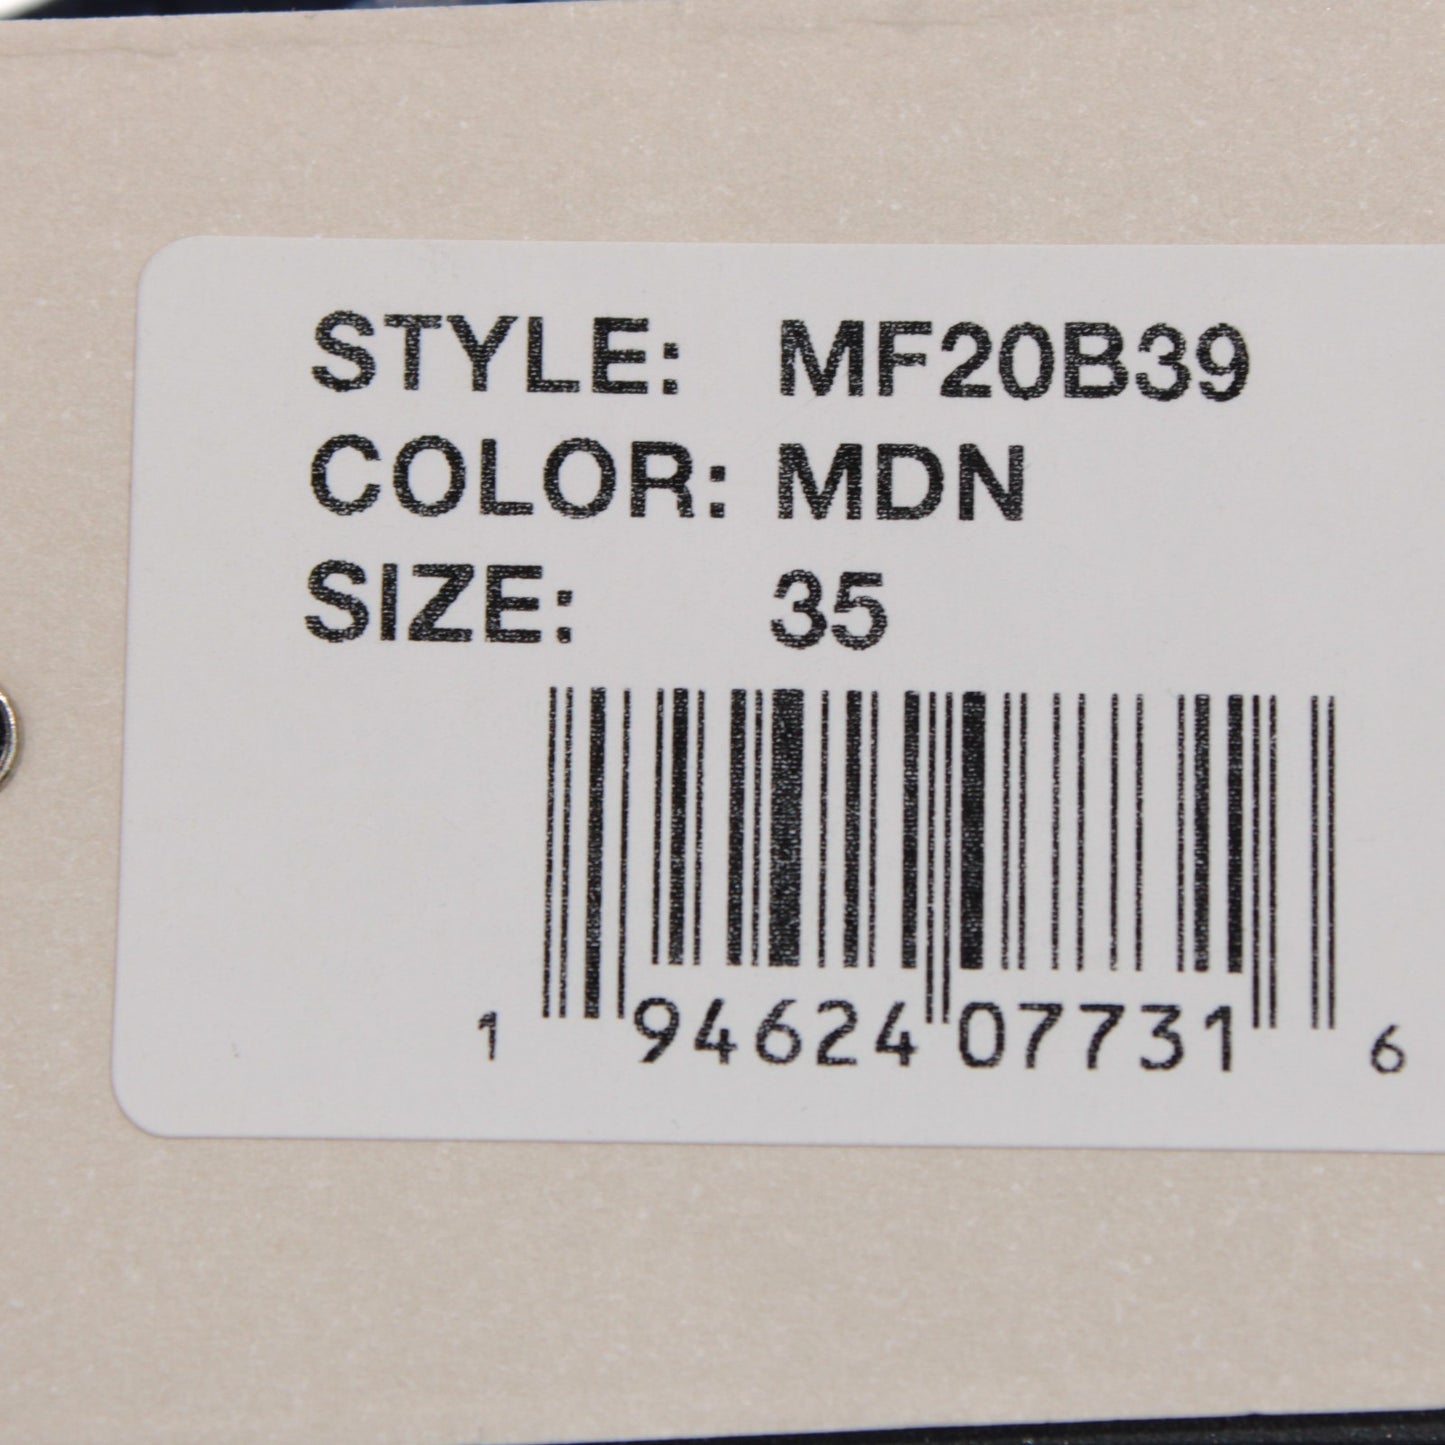 STYLE: MF20B39
COLOR: MDN
SIZE: 35
1 94624 07731 6